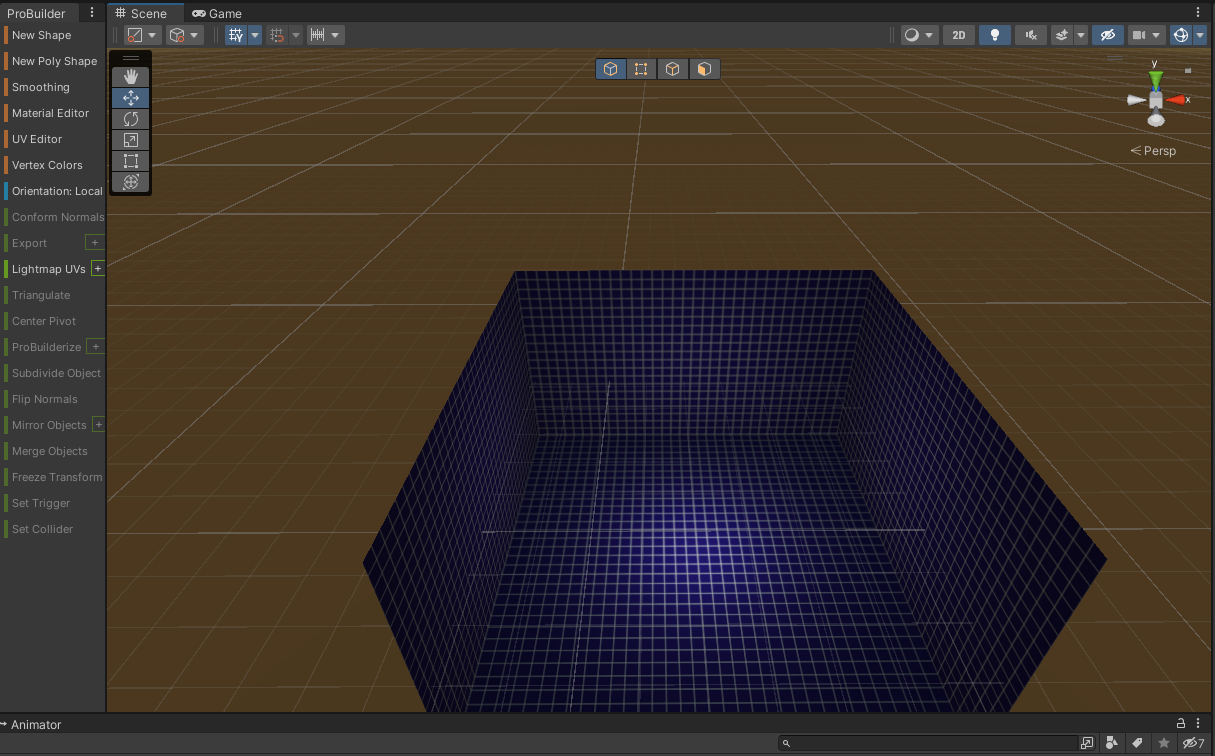 ProBuilder
Scene
Game
New Shape
2D
New Poly Shape
Smoothing
Material Editor
UV Editor
Vertex Colors
Orientation: Local
Conform Normals
Export +
Lightmap UVs +
Triangulate
Center Pivot
ProBuilderize +
Subdivide Object
Flip Normals
Mirror Objects +
Merge Objects
Freeze Transform
Set Trigger
Set Collider
y
x
Persp
Animator
7